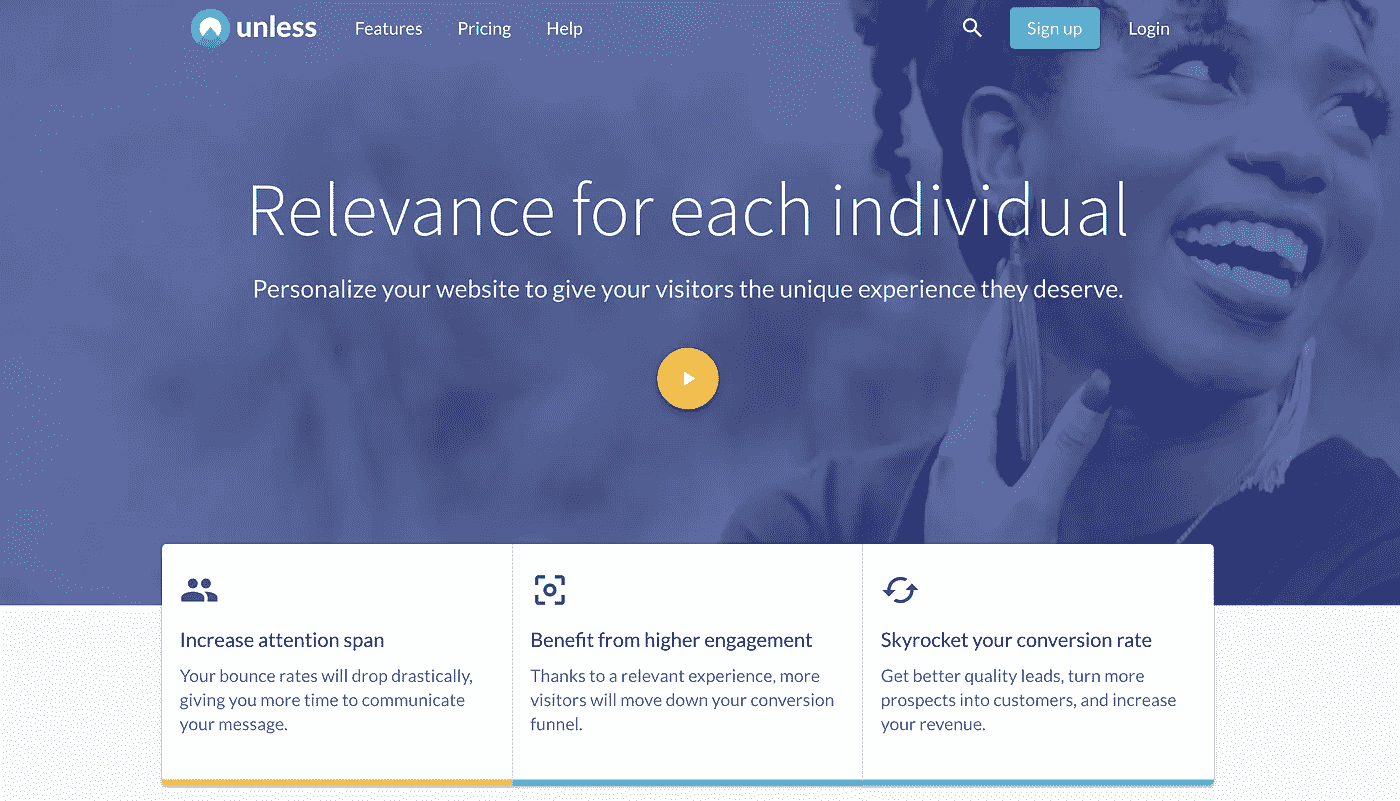 unless Features Pricing Help Sign up Login
Relevance for each individual
Personalize your website to give your visitors the unique experience they deserve.
Increase attention span
Your bounce rates will drop drastically,
giving you more time to communicate
your message.
Benefit from higher engagement
Thanks to a relevant experience, more
visitors will move down your conversion
funnel.
Skyrocket your conversion rate
Get better quality leads, turn more
prospects into customers, and increase
your revenue.